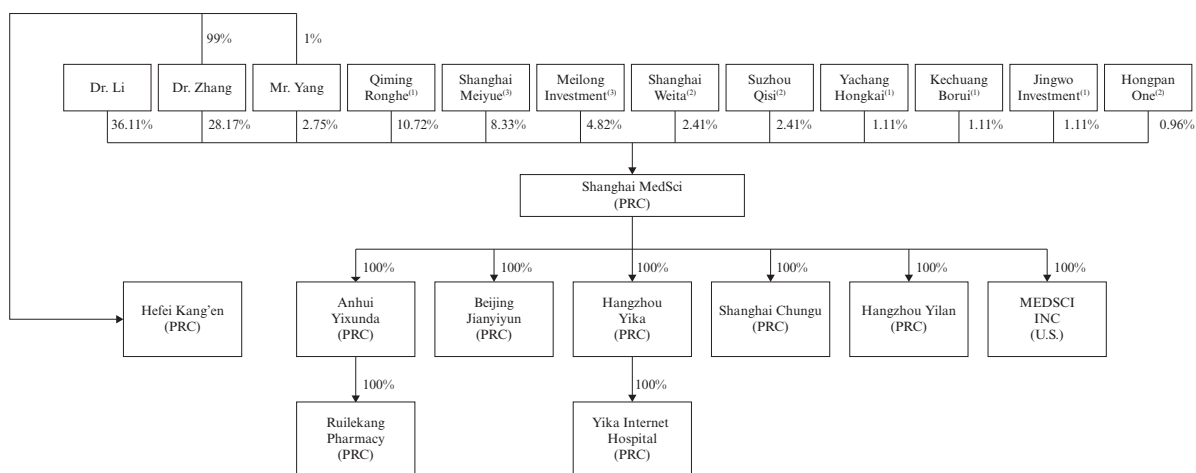 99%
1%
Dr. Li
Dr. Zhang
Mr. Yang
Qiming
Ronghe(1)
Shanghai
Meiyue(3)
Meilong
Investment(3)
Shanghai
Weita(2)
Suzhou
Qisi(2)
Yachang
Hongkai(1)
Kechuang
Borui(1)
Jingwo
Investment(1)
Hongpan
One(2)
36.11%
28.17%
2.75%
10.72%
8.33%
4.82%
2.41%
2.41%
1.11%
1.11%
1.11%
0.96%
Shanghai MedSci
(PRC)
100%
100%
100%
100%
100%
100%
Hefei Kang'en
(PRC)
Anhui
Yixunda
(PRC)
Beijing
Jianyiyun
(PRC)
Hangzhou
Yika
(PRC)
Shanghai Chungu
(PRC)
Hangzhou Yilan
(PRC)
MEDSCI
INC
(U.S.)
100%
100%
Ruilekang
Pharmacy
(PRC)
Yika Internet
Hospital
(PRC)